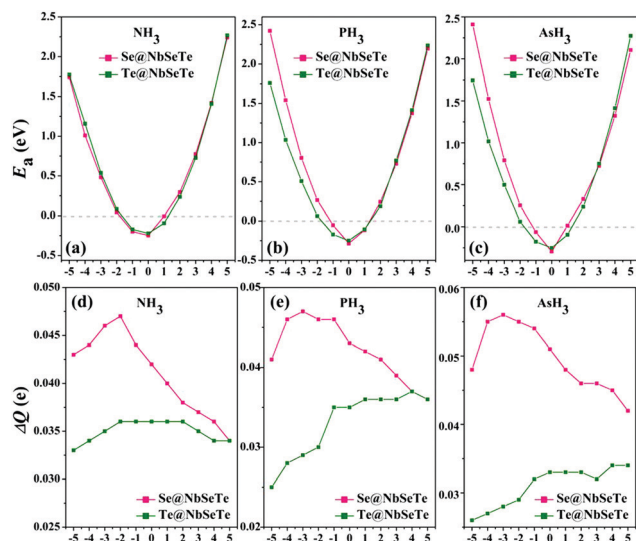 NH3 PH3 AsH3
Ea (eV)
2.5 2.0 1.5 1.0 0.5 0.0 -0.5
Se@NbSeTe
Te@NbSeTe
(a)
-5 -4 -3 -2 -1 0 1 2 3 4 5
2.5 2.0 1.5 1.0 0.5 0.0 -0.5
Se@NbSeTe
Te@NbSeTe
(b)
-5 -4 -3 -2 -1 0 1 2 3 4 5
2.0 1.5 1.0 0.5 0.0
Se@NbSeTe
Te@NbSeTe
(c)
-5 -4 -3 -2 -1 0 1 2 3 4 5
ΔQ (e)
0.050 0.045 0.040 0.035 0.030 0.025
(d) NH3
Se@NbSeTe
Te@NbSeTe
-5 -4 -3 -2 -1 0 1 2 3 4 5
0.05 0.04 0.03 0.02
(e) PH3
Se@NbSeTe
Te@NbSeTe
-5 -4 -3 -2 -1 0 1 2 3 4 5
0.06 0.05 0.04 0.03
(f) AsH3
Se@NbSeTe
Te@NbSeTe
-5 -4 -3 -2 -1 0 1 2 3 4 5